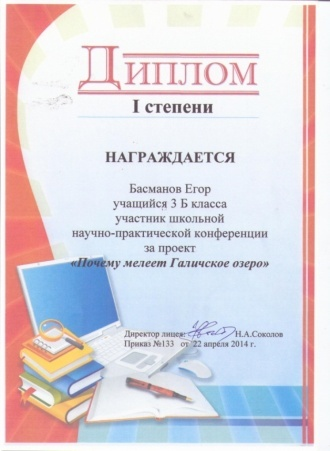 Диплом
I степени
НАГРАЖДАЕТСЯ
Басманов Егор
учащийся 3 Б класса
участник школьной
научно-практической конференции
за проект
«Почему мелеет Галичское озеро»
Директор лицея: Н.А.Соколов
Приказ №133 от 22 апреля 2014 г.